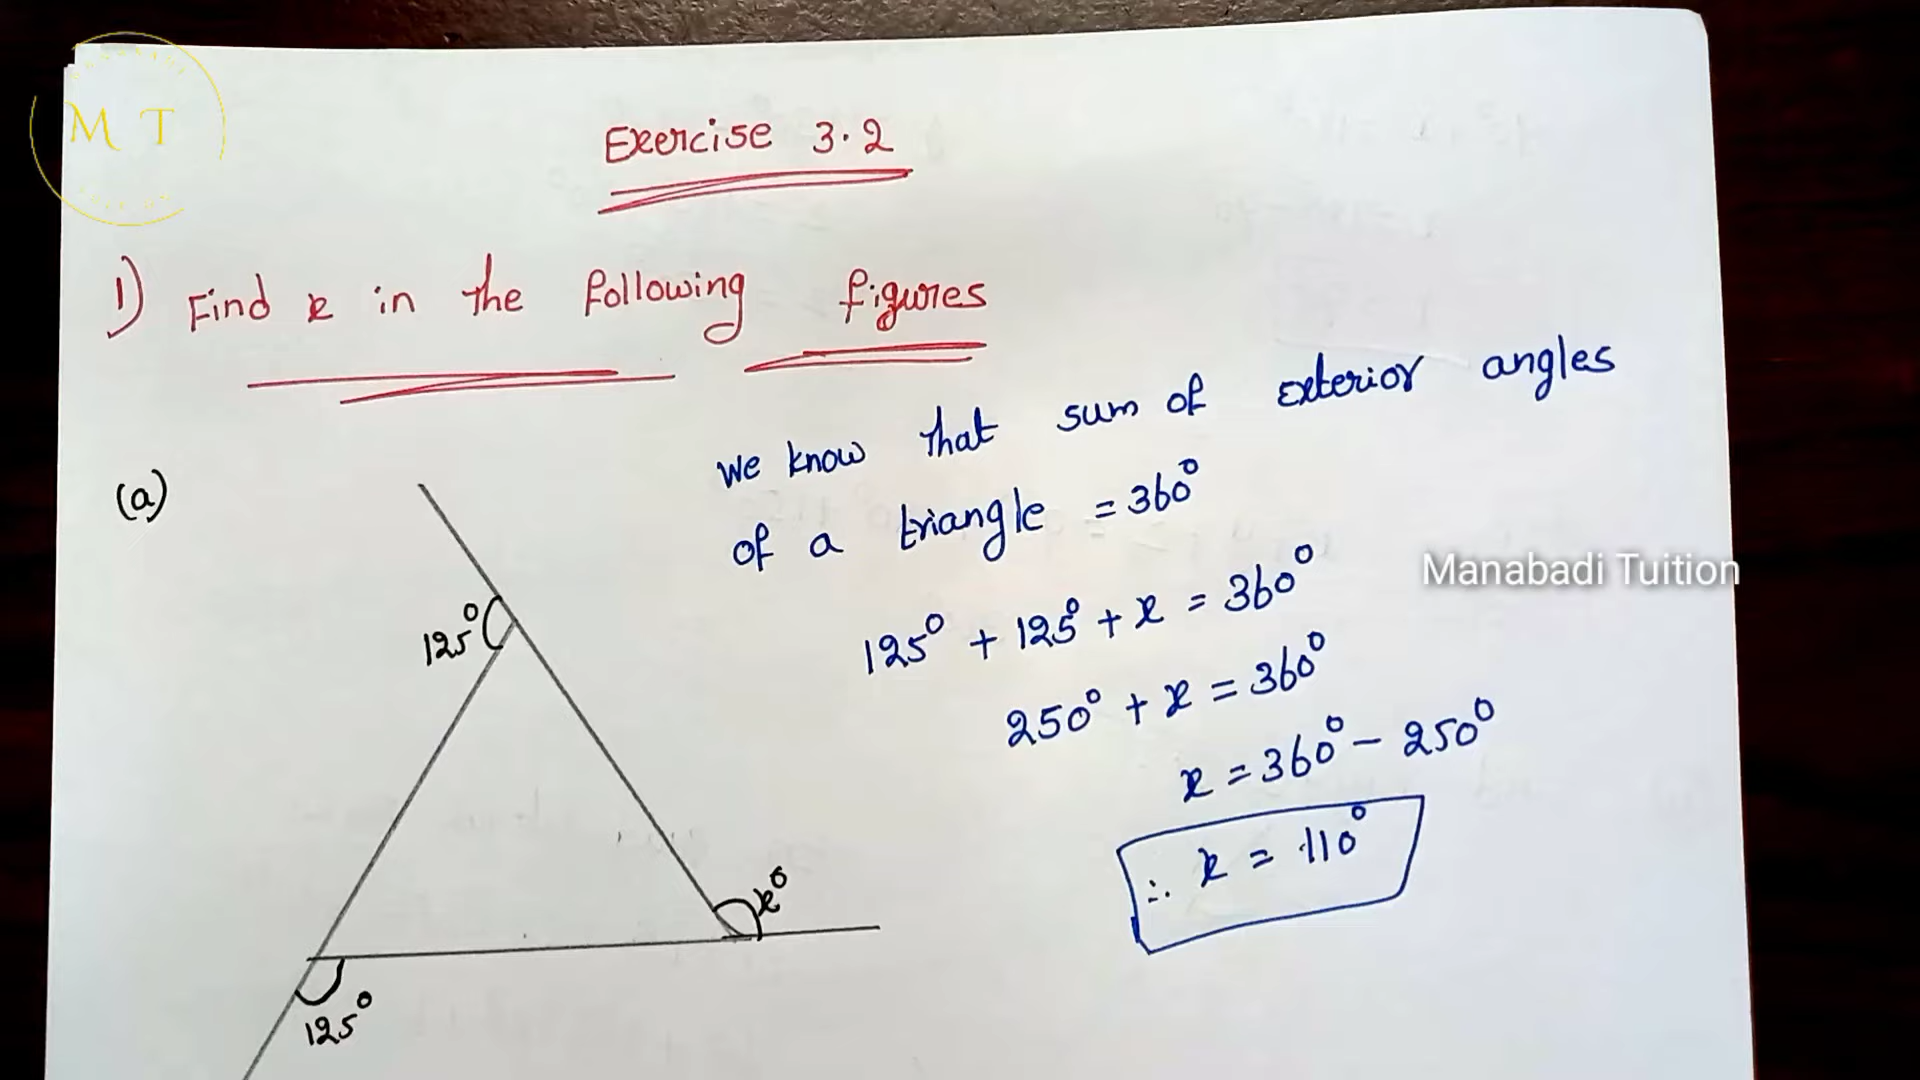 M T
Exercise 3.2
1) Find x in the following figures
(a)
we know that sum of exterior angles
of a triangle = 360°
125° + 125° + x = 360°
250° + x = 360°
x = 360° - 250°
∴ x = 110°
125°
x°
125°
Manabadi Tuition